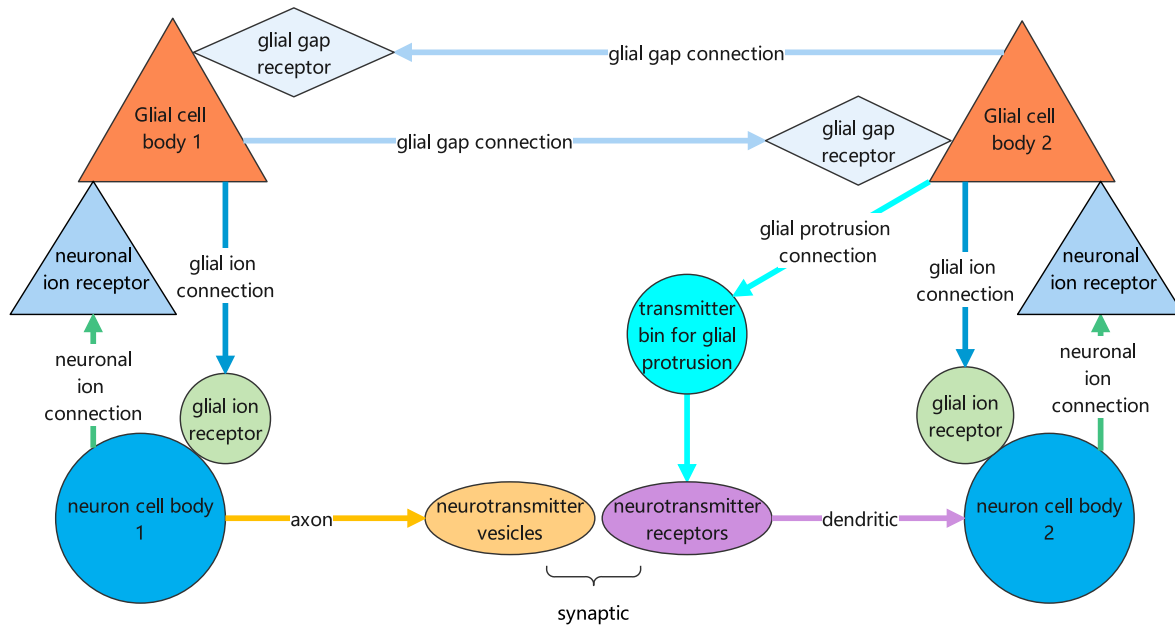 glial gap
receptor
glial gap connection
Glial cell
body 1
Glial cell
body 2
glial gap connection
glial gap
receptor
neuronal
ion receptor
glial ion
connection
glial protrusion
connection
glial ion
connection
neuronal
ion receptor
transmitter
bin for glial
protrusion
neuronal
ion
connection
glial ion
receptor
glial ion
receptor
neuronal
ion
connection
neuron cell body
1
axon
neurotransmitter
vesicles
neurotransmitter
receptors
dendritic
neuron cell body
2
synaptic